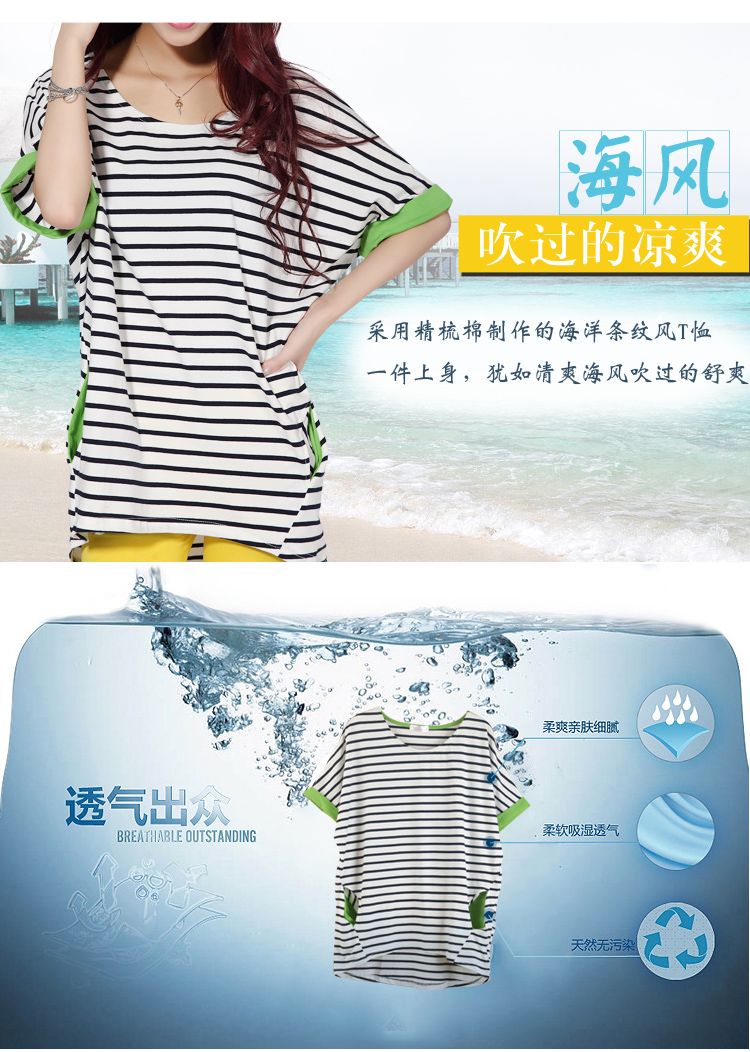 海风
吹过的凉爽
采用精梳棉制作的海洋条纹风T恤
一件上身，犹如清爽海风吹过的舒爽
柔爽亲肤细腻
透气出众
BREATHABLE OUTSTANDING
柔软吸湿透气
天然无污染